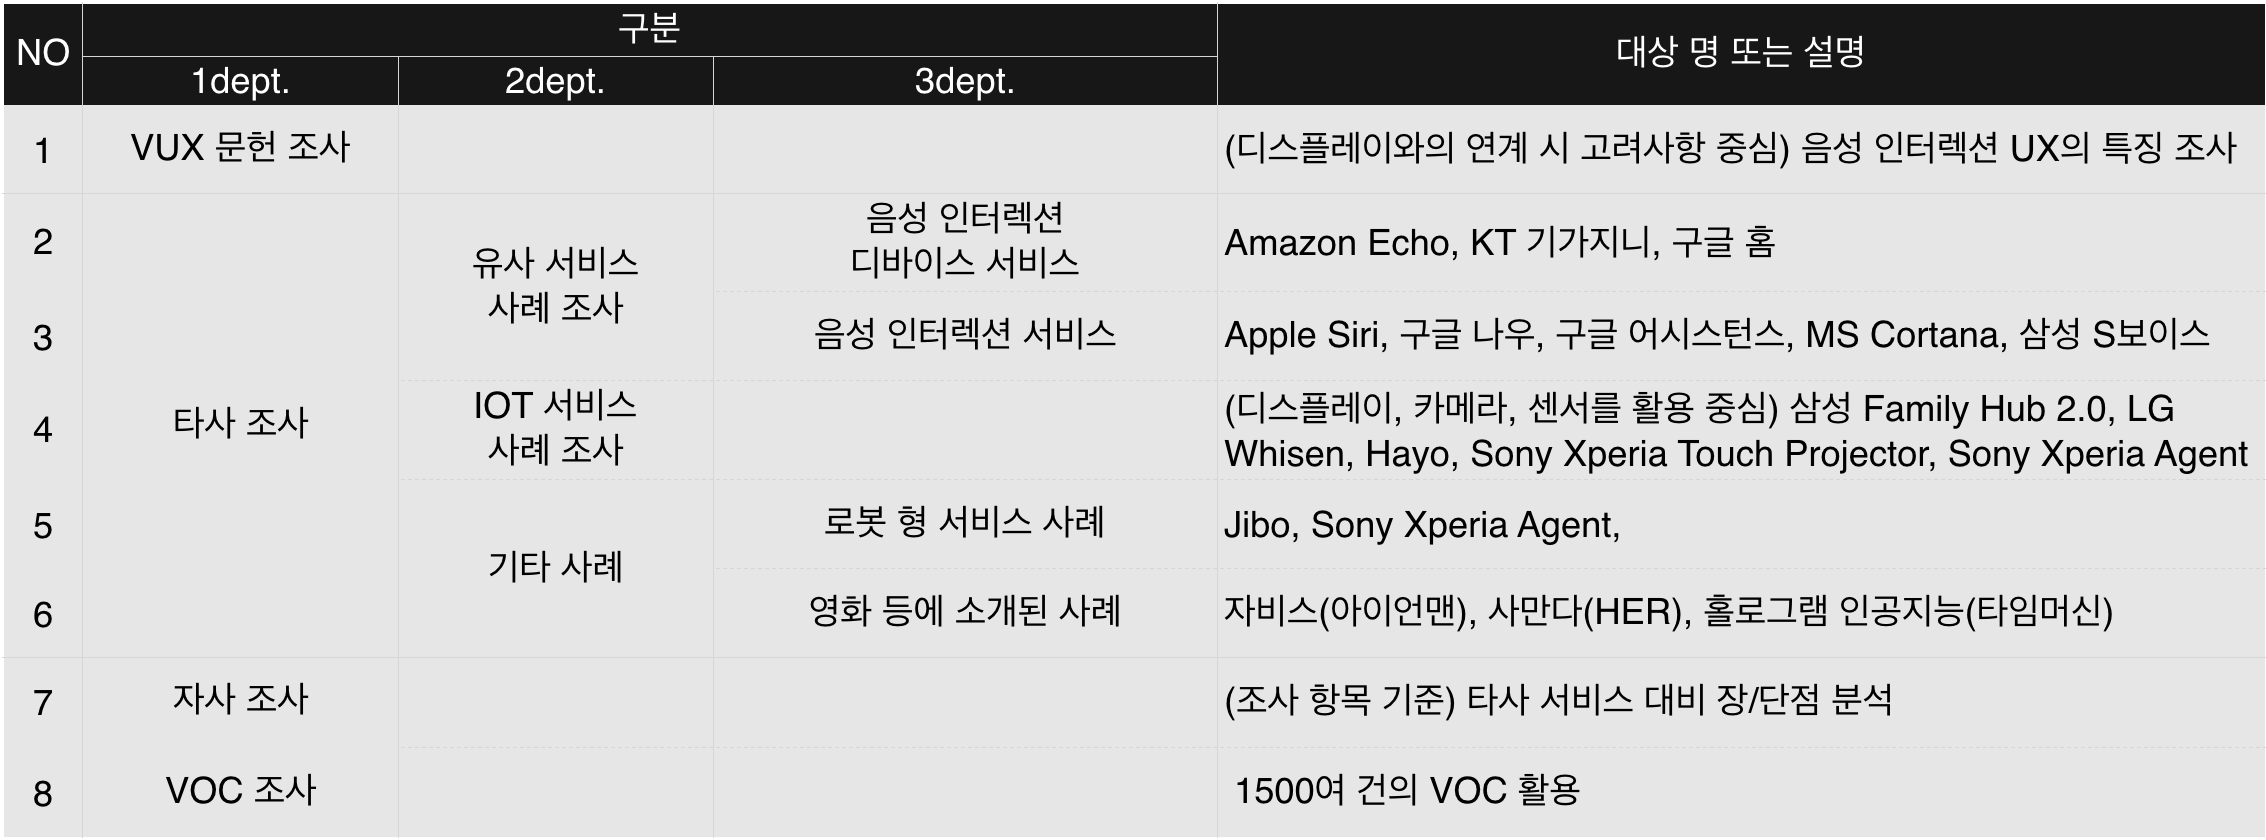 NO
구분
대상 명 또는 설명
1dept.
2dept.
3dept.
1
VUX 문헌 조사
(디스플레이와의 연계 시 고려사항 중심) 음성 인터렉션 UX의 특징 조사
2
타사 조사
유사 서비스
사례 조사
음성 인터렉션
디바이스 서비스
Amazon Echo, KT 기가지니, 구글 홈
3
음성 인터렉션 서비스
Apple Siri, 구글 나우, 구글 어시스턴스, MS Cortana, 삼성 S보이스
4
IOT 서비스
사례 조사
(디스플레이, 카메라, 센서를 활용 중심) 삼성 Family Hub 2.0, LG
Whisen, Hayo, Sony Xperia Touch Projector, Sony Xperia Agent
5
기타 사례
로봇 형 서비스 사례
Jibo, Sony Xperia Agent,
6
영화 등에 소개된 사례
자비스(아이언맨), 사만다(HER), 홀로그램 인공지능(타임머신)
7
자사 조사
(조사 항목 기준) 타사 서비스 대비 장/단점 분석
8
VOC 조사
1500여 건의 VOC 활용